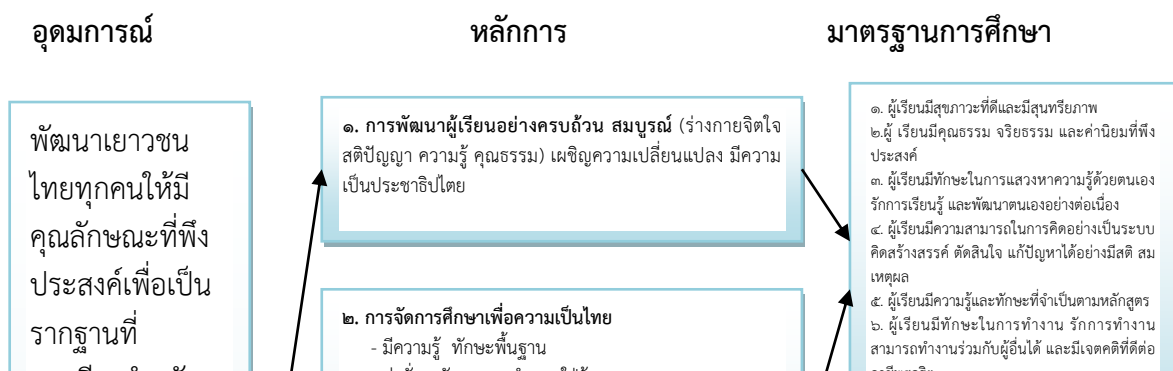 อุดมการณ์
หลักการ
มาตรฐานการศึกษา
พัฒนาเยาวชน
ไทยทุกคนให้มี
คุณลักษณะที่พึง
ประสงค์เพื่อเป็น
รากฐานที่
๑. การพัฒนาผู้เรียนอย่างครบถ้วน สมบูรณ์ (ร่างกายจิตใจ
สติปัญญา ความรู้ คุณธรรม) เผชิญความเปลี่ยนแปลง มีความ
เป็นประชาธิปไตย
๒. การจัดการศึกษาเพื่อความเป็นไทย
- มีความรู้ ทักษะพื้นฐาน
๑. ผู้เรียนมีสุขภาวะที่ดีและมีสุนทรียภาพ
๒.ผู้ เรียนมีคุณธรรม จริยธรรม และค่านิยมที่พึง
ประสงค์
๓. ผู้เรียนมีทักษะในการแสวงหาความรู้ด้วยตนเอง
รักการเรียนรู้ และพัฒนาตนเองอย่างต่อเนื่อง
๔. ผู้เรียนมีความสามารถในการคิดอย่างเป็นระบบ
คิดสร้างสรรค์ ตัดสินใจ แก้ปัญหาได้อย่างมีสติ สม
เหตุผล
๕. ผู้เรียนมีความรู้และทักษะที่จำเป็นตามหลักสูตร
๖. ผู้เรียนมีทักษะในการทำงาน รักการทำงาน
สามารถทำงานร่วมกับผู้อื่นได้ และมีเจตคติที่ดีต่อ